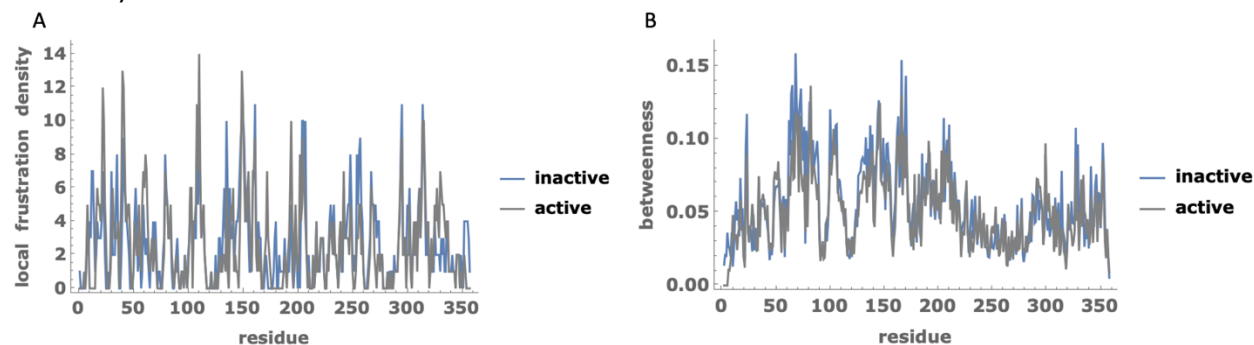 A
B
local frustration density
14
12
10
8
6
4
2
0
0 50 100 150 200 250 300 350
residue
inactive
active
betweenness
0.15
0.10
0.05
0.00
0 50 100 150 200 250 300 350
residue
inactive
active